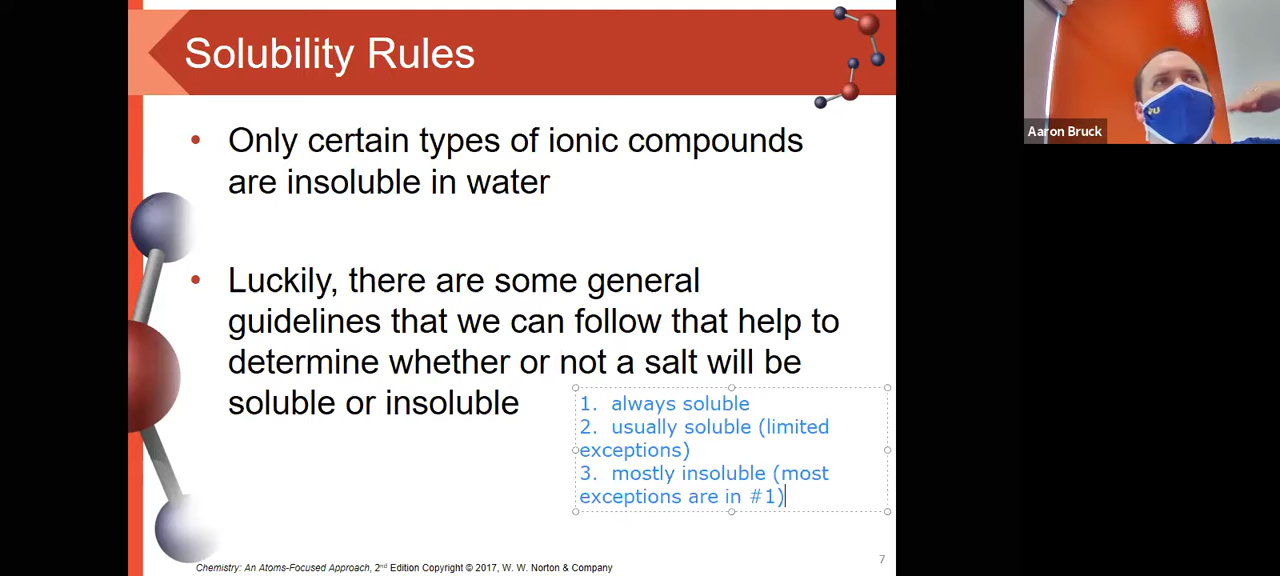 Solubility Rules
• Only certain types of ionic compounds
are insoluble in water
• Luckily, there are some general
guidelines that we can follow that help to
determine whether or not a salt will be
soluble or insoluble
1. always soluble
2. usually soluble (limited
exceptions)
3. mostly insoluble (most
exceptions are in #1)
Chemistry: An Atoms-Focused Approach, 2nd Edition Copyright © 2017, W. W. Norton & Company
7
Aaron Bruck